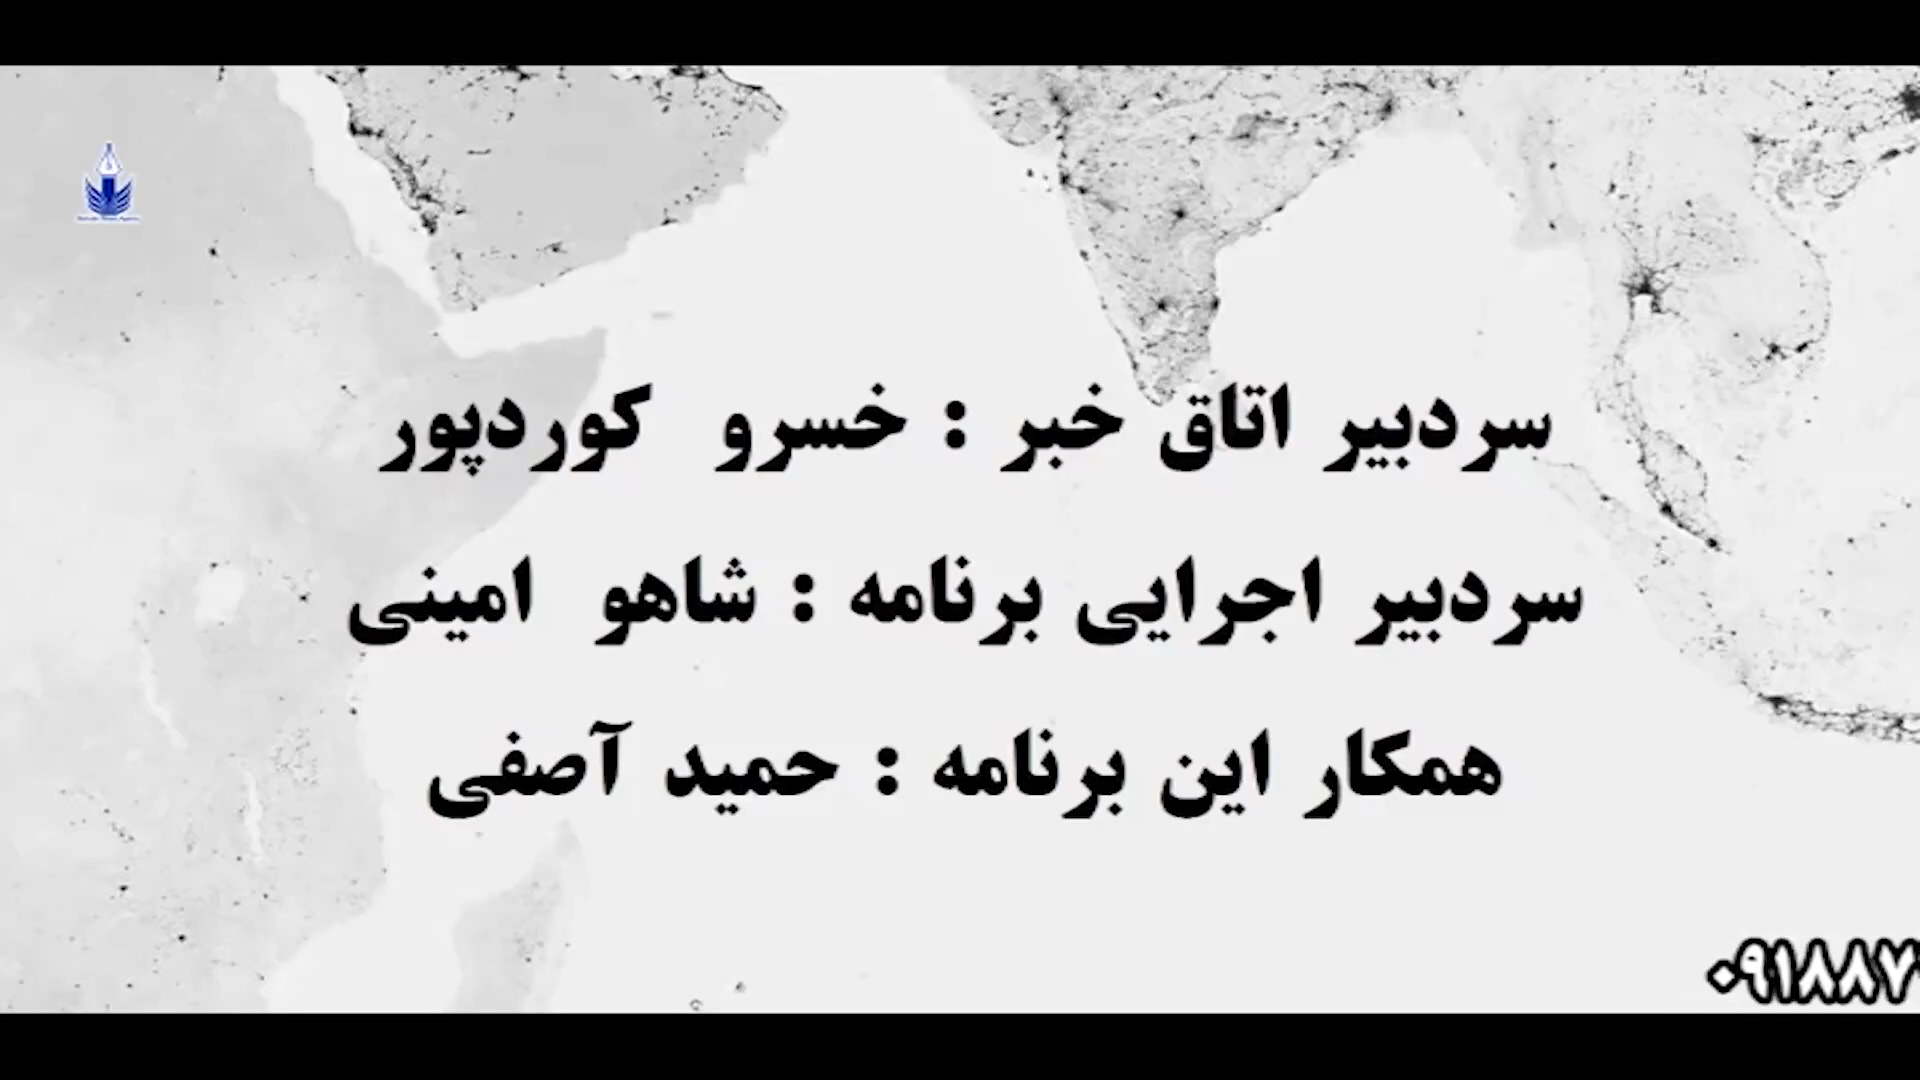 سردبیر اتاق خبر : خسرو کوردپور
سردبیر اجرایی برنامه : شاهو امینی
همکار این برنامه : حمید آصفی
۰۹۱۸۸۷